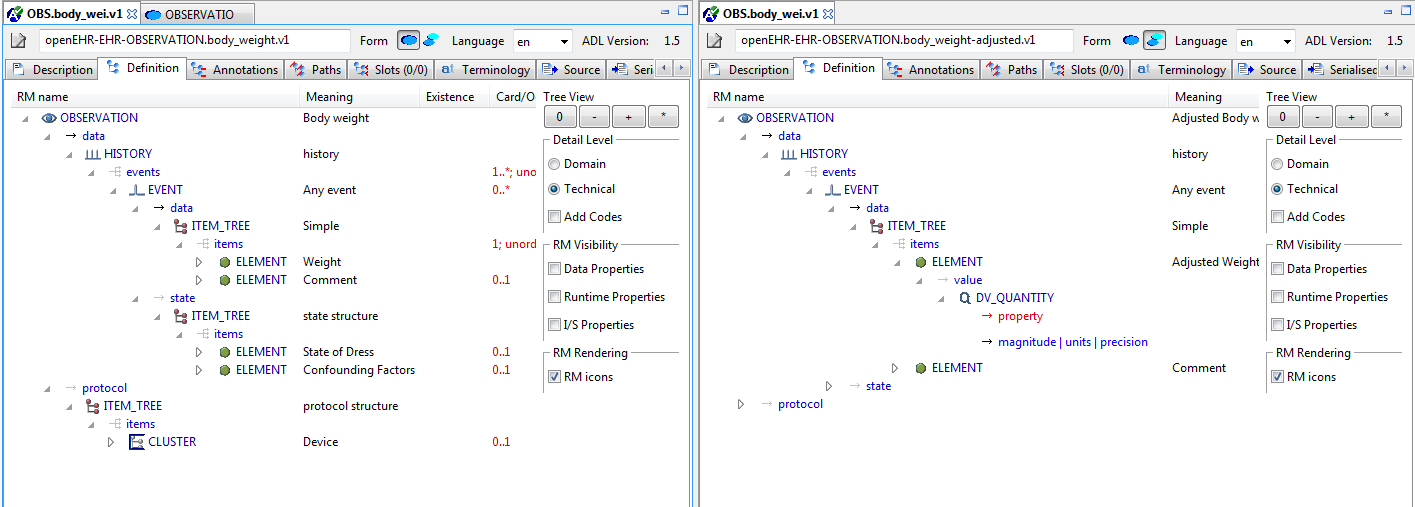 OBS.body_wei.v1
OBSERVATIO
openEHR-EHR-OBSERVATION.body_weight.v1 Form Language en ADL Version: 1.5
Description Definition Annotations Paths Slots (0/0) Terminology Source Seri
RM name Meaning Existence Card/O Tree View
OBSERVATION Body weight 0 - + *
data Detail Level
HISTORY history Domain
events 1..*; uno
EVENT Any event 0..* Technical
data
ITEM_TREE Simple Add Codes
items 1; unord RM Visibility
ELEMENT Weight Data Properties
ELEMENT Comment 0..1
state Runtime Properties
ITEM_TREE state structure I/S Properties
items
ELEMENT State of Dress 0..1 RM Rendering
ELEMENT Confounding Factors 0..1 RM icons
protocol
ITEM_TREE protocol structure
items
CLUSTER Device 0..1
OBS.body_wei.v1
openEHR-EHR-OBSERVATION.body_weight-adjusted.v1 Form Language en ADL Version: 1.5
Description Definition Annotations Paths Slots (0/0) Terminology Source Serialised
RM name Meaning Tree View
OBSERVATION Adjusted Body w 0 - + *
data Detail Level
HISTORY history Domain
events
EVENT Any event Technical
data
ITEM_TREE Simple Add Codes
items RM Visibility
ELEMENT Adjusted Weight Data Properties
value
DV_QUANTITY Runtime Properties
property I/S Properties
magnitude | units | precision RM Rendering
ELEMENT Comment RM icons
state
protocol